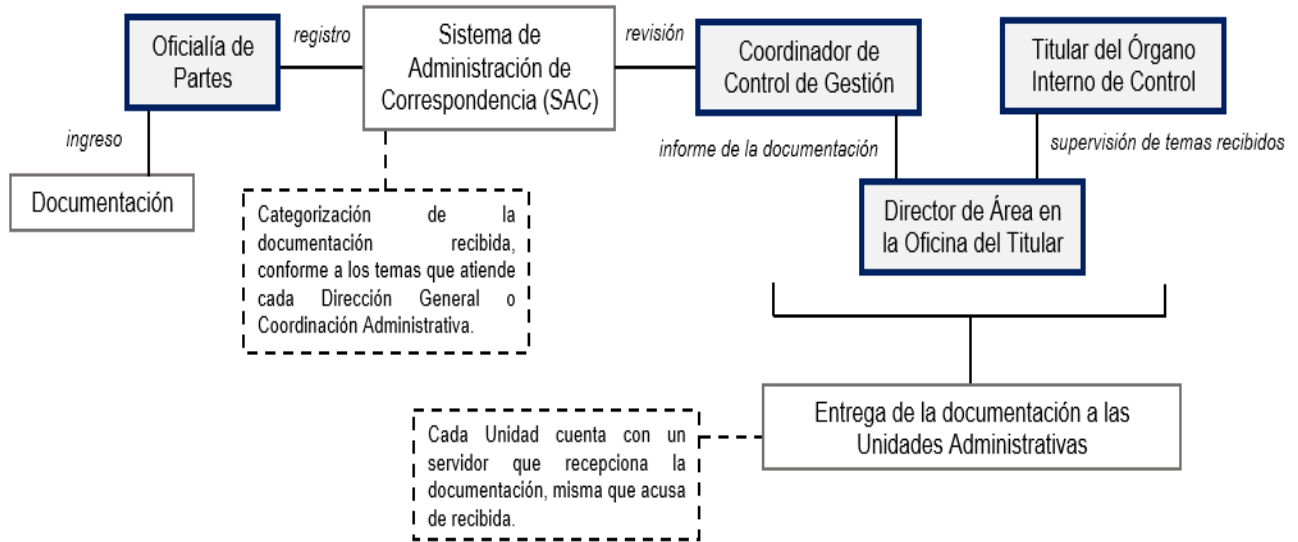 Oficialía de
Partes
registro
Sistema de
Administración de
Correspondencia (SAC)
revisión
Coordinador de
Control de Gestión
Titular del Órgano
Interno de Control
ingreso
Documentación
informe de la documentación
supervisión de temas recibidos
Categorización de la
documentación recibida,
conforme a los temas que atiende
cada Dirección General o
Coordinación Administrativa.
Director de Área en
la Oficina del Titular
Entrega de la documentación a las
Unidades Administrativas
Cada Unidad cuenta con un
servidor que recepciona la
documentación, misma que acusa
de recibida.